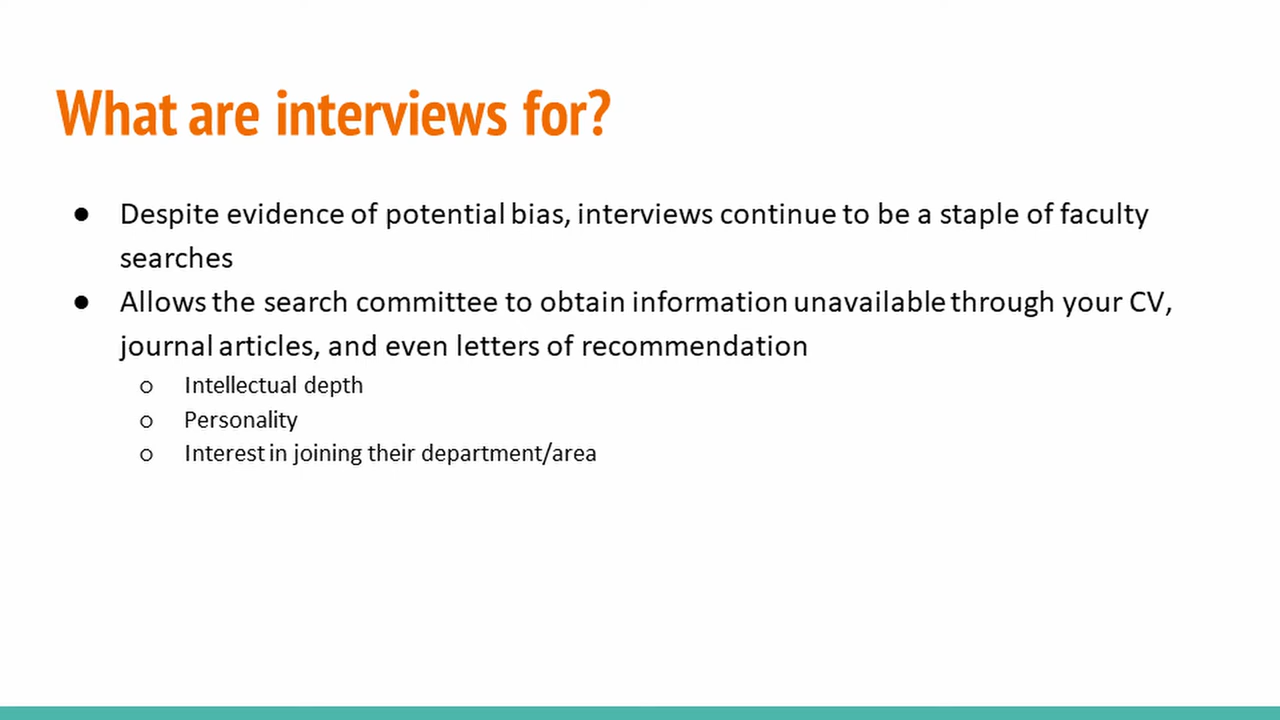 What are interviews for?
● Despite evidence of potential bias, interviews continue to be a staple of faculty
searches
● Allows the search committee to obtain information unavailable through your CV,
journal articles, and even letters of recommendation
○ Intellectual depth
○ Personality
○ Interest in joining their department/area